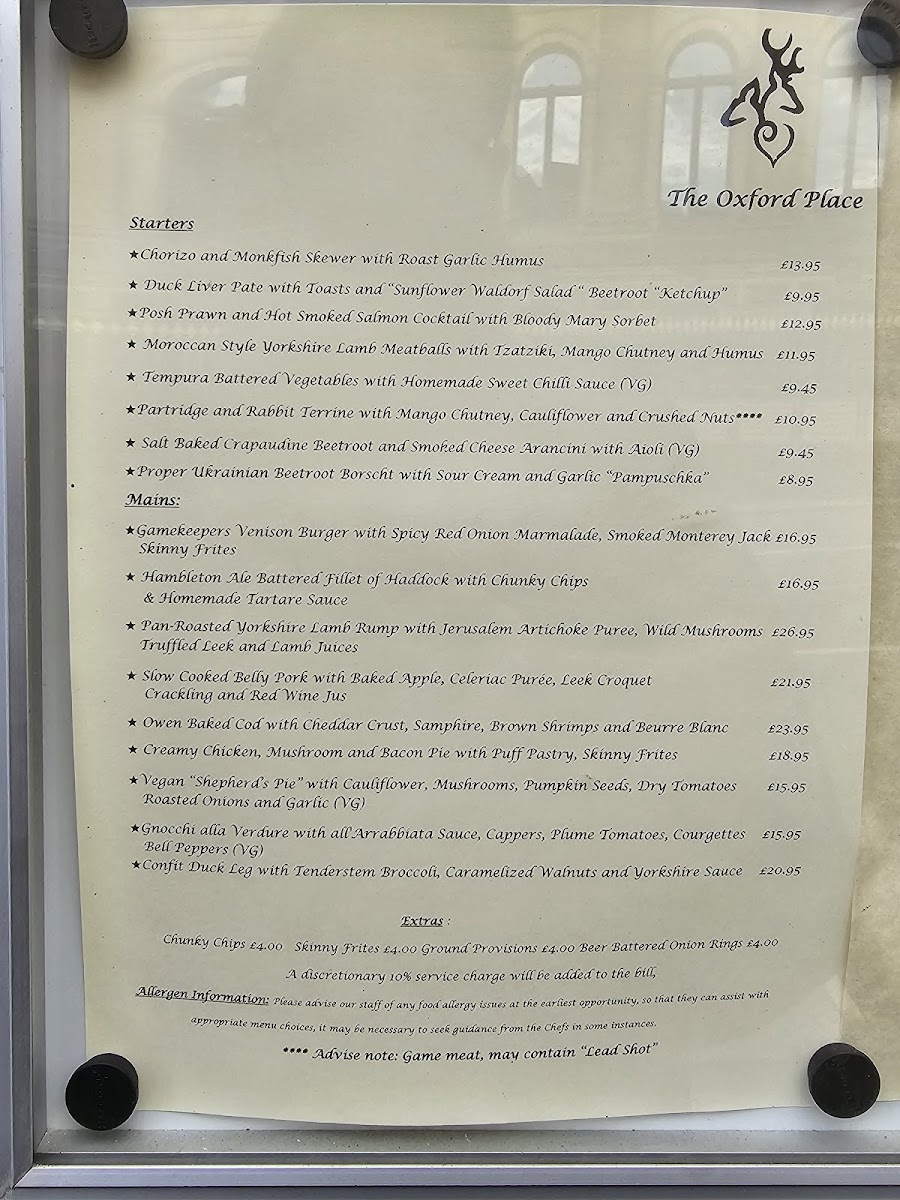 The Oxford Place
Starters
★Chorizo and Monkfish Skewer with Roast Garlic Humus £13.95
★ Duck Liver Pate with Toasts and "Sunflower Waldorf Salad " Beetroot "Ketchup" £9.95
★Posh Prawn and Hot Smoked Salmon Cocktail with Bloody Mary Sorbet £12.95
★ Moroccan Style Yorkshire Lamb Meatballs with Tzatziki, Mango Chutney and Humus £11.95
★ Tempura Battered Vegetables with Homemade Sweet Chilli Sauce (VG) £9.45
★Partridge and Rabbit Terrine with Mango Chutney, Cauliflower and Crushed Nuts**** £10.95
★ Salt Baked Crapaudine Beetroot and Smoked Cheese Arancini with Aioli (VG) £9.45
★Proper Ukrainian Beetroot Borscht with Sour Cream and Garlic "Pampuschka" £8.95
Mains:
★Gamekeepers Venison Burger with Spicy Red Onion Marmalade, Smoked Monterey Jack £16.95
Skinny Frites
★ Hambleton Ale Battered Fillet of Haddock with Chunky Chips £16.95
& Homemade Tartare Sauce
★ Pan-Roasted Yorkshire Lamb Rump with Jerusalem Artichoke Puree, Wild Mushrooms £26.95
Truffled Leek and Lamb Juices
★ Slow Cooked Belly Pork with Baked Apple, Celeriac Purée, Leek Croquet £21.95
Crackling and Red Wine Jus
★ Owen Baked Cod with Cheddar Crust, Samphire, Brown Shrimps and Beurre Blanc £23.95
★ Creamy Chicken, Mushroom and Bacon Pie with Puff Pastry, Skinny Frites £18.95
★Vegan "Shepherd's Pie" with Cauliflower, Mushrooms, Pumpkin Seeds, Dry Tomatoes £15.95
Roasted Onions and Garlic (VG)
★Gnocchi alla Verdure with all'Arrabbiata Sauce, Cappers, Plume Tomatoes, Courgettes £15.95
Bell Peppers (VG)
★Confit Duck Leg with Tenderstem Broccoli, Caramelized Walnuts and Yorkshire Sauce £20.95
Extras :
Chunky Chips £4.00 Skinny Frites £4.00 Ground Provisions £4.00 Beer Battered Onion Rings £4.00
A discretionary 10% service charge will be added to the bill,
Allergen Information: Please advise our staff of any food allergy issues at the earliest opportunity, so that they can assist with
appropriate menu choices, it may be necessary to seek guidance from the Chefs in some instances.
**** Advise note: Game meat, may contain "Lead Shot"